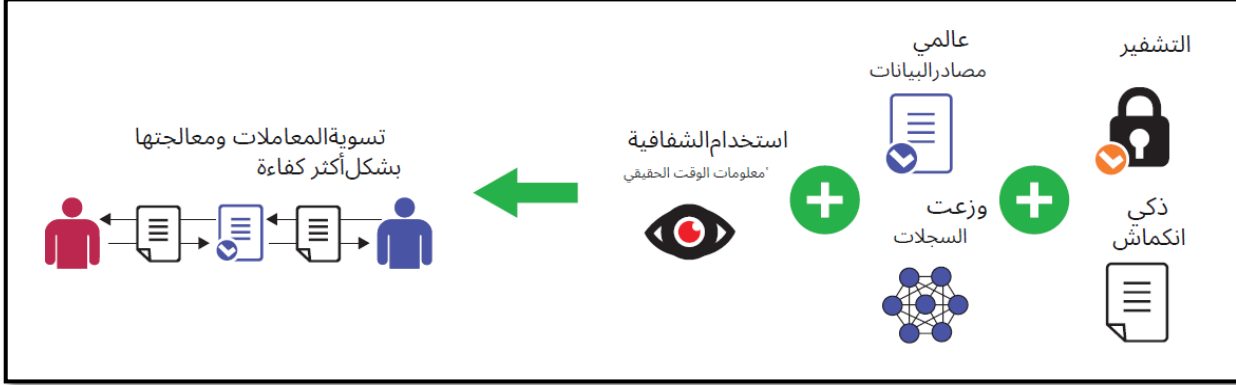 التشفير
ذكي
انكماش
عالمي
مصادرالبيانات
وزعت
السجلات
استخدامالشفافية
'معلومات الوقت الحقيقي
تسويةالمعاملات ومعالجتها
بشكلأكثر كفاءة